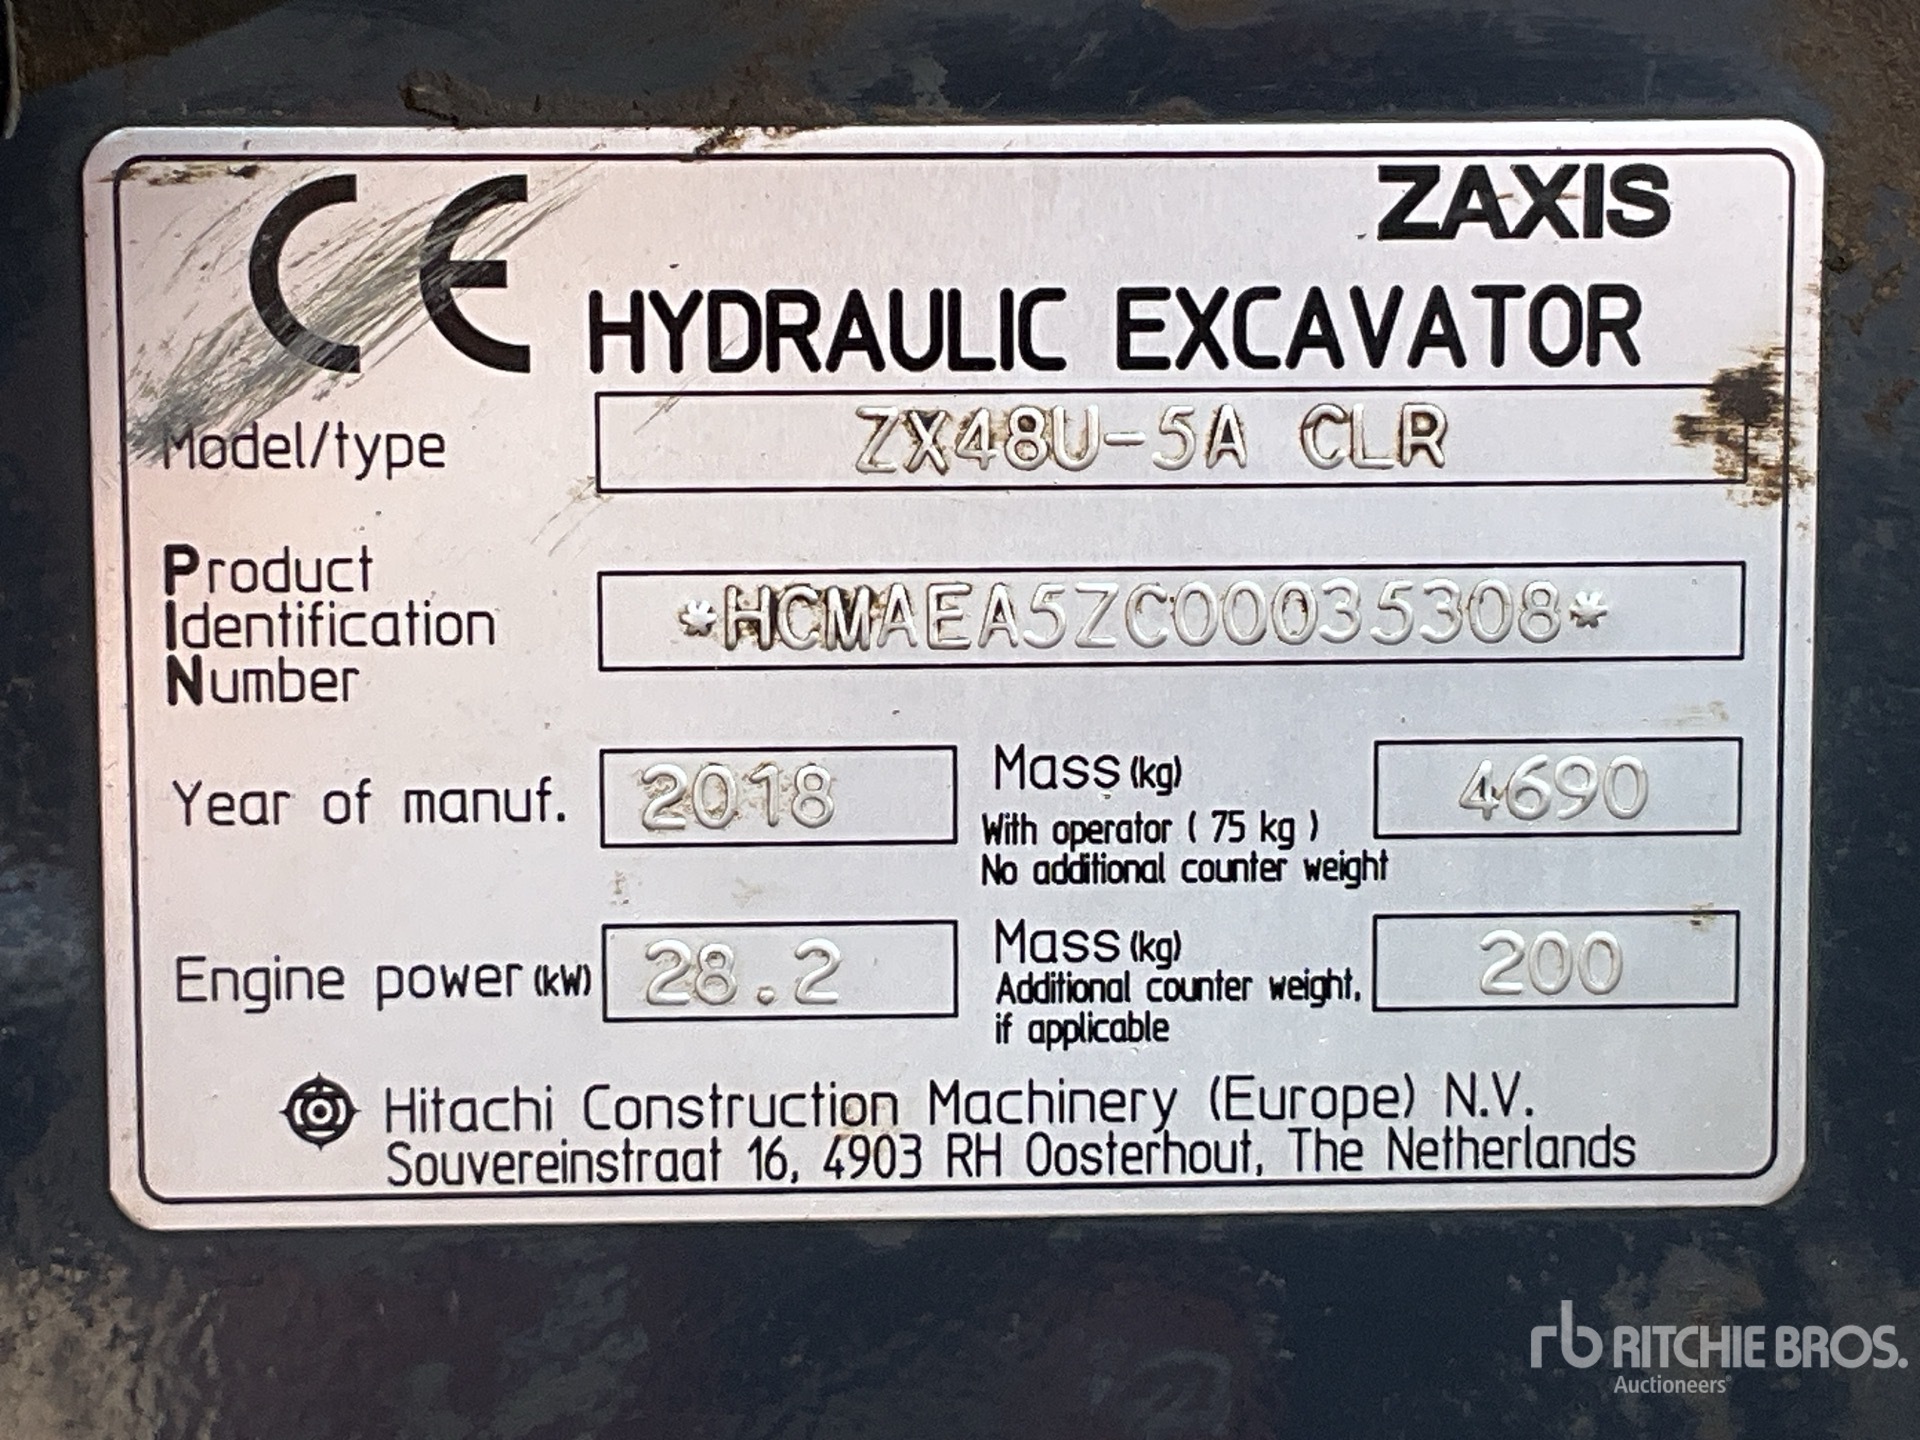 CE
ZAXIS
HYDRAULIC EXCAVATOR
Model/type ZX48U-5A CLR
Product
Identification
Number
*HCMAEA5ZC00035308*
Year of manuf. 2018
Mass (kg) 4690
With operator ( 75 kg )
No additional counter weight
Engine power (kW) 28.2
Mass (kg) 200
Additional counter weight,
if applicable
Hitachi Construction Machinery (Europe) N.V.
Souvereinstraat 16, 4903 RH Oosterhout, The Netherlands
rb RITCHIE BROS.
Auctioneers